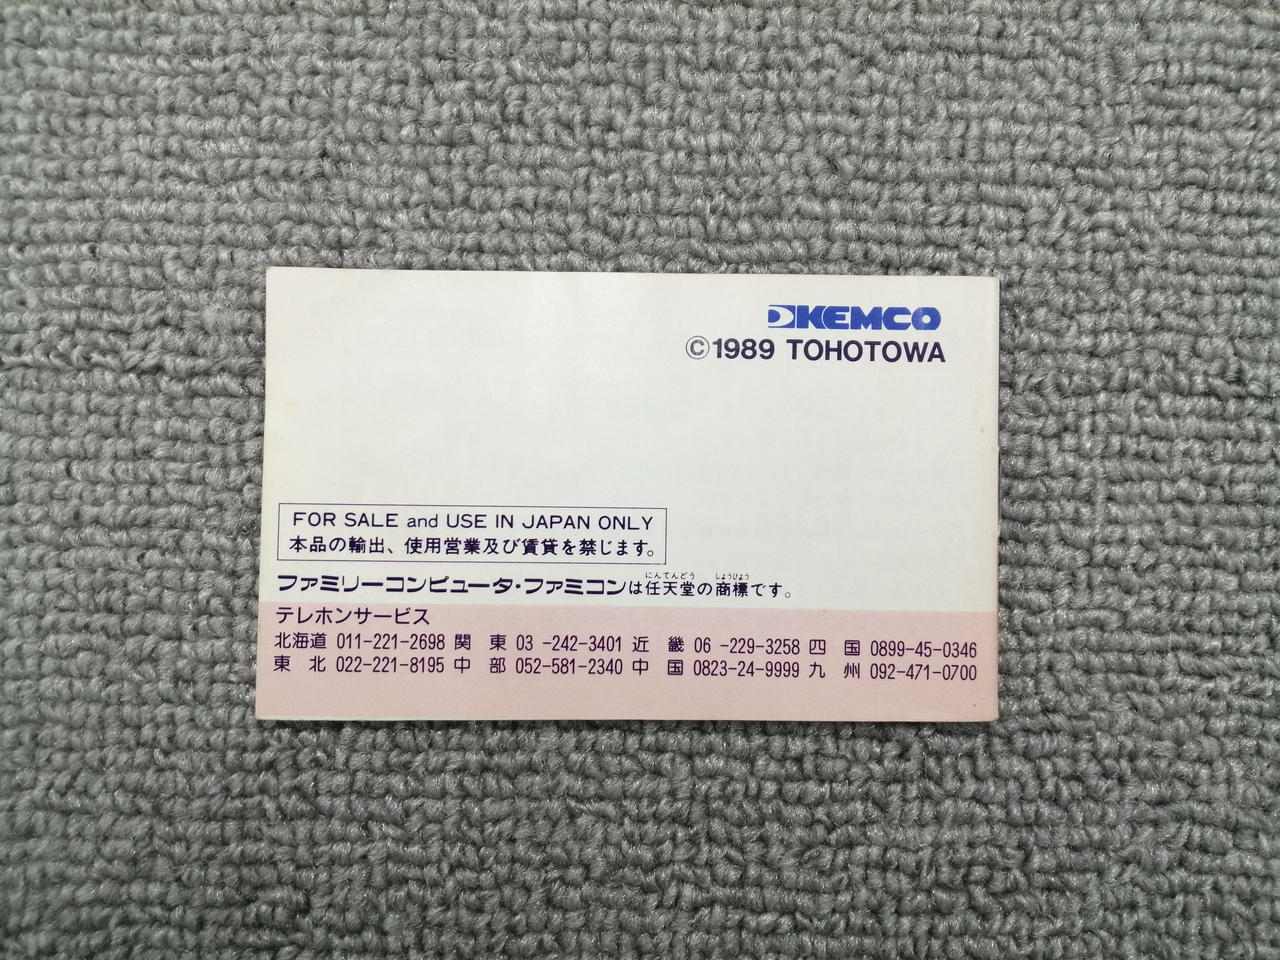 KEMCO
©1989 TOHOTOWA
FOR SALE and USE IN JAPAN ONLY
本品の輸出、使用営業及び賃貸を禁じます。
にんてんどう しょうひょう
ファミリーコンピュータ・ファミコンは任天堂の商標です。
テレホンサービス
北海道 011-221-2698 関 東 03 -242-3401 近 畿 06 -229-3258 四 国 0899-45-0346
東 北 022-221-8195 中 部 052-581-2340 中 国 0823-24-9999 九 州 092-471-0700